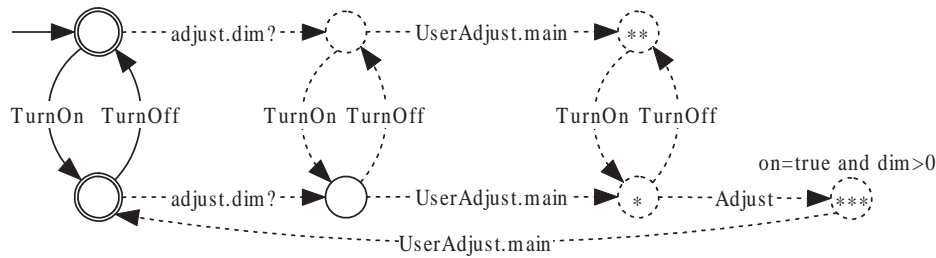 adjust.dim? UserAdjust.main **
TurnOn TurnOff TurnOn TurnOff TurnOn TurnOff
on=true and dim>0
adjust.dim? UserAdjust.main * Adjust ***
UserAdjust.main